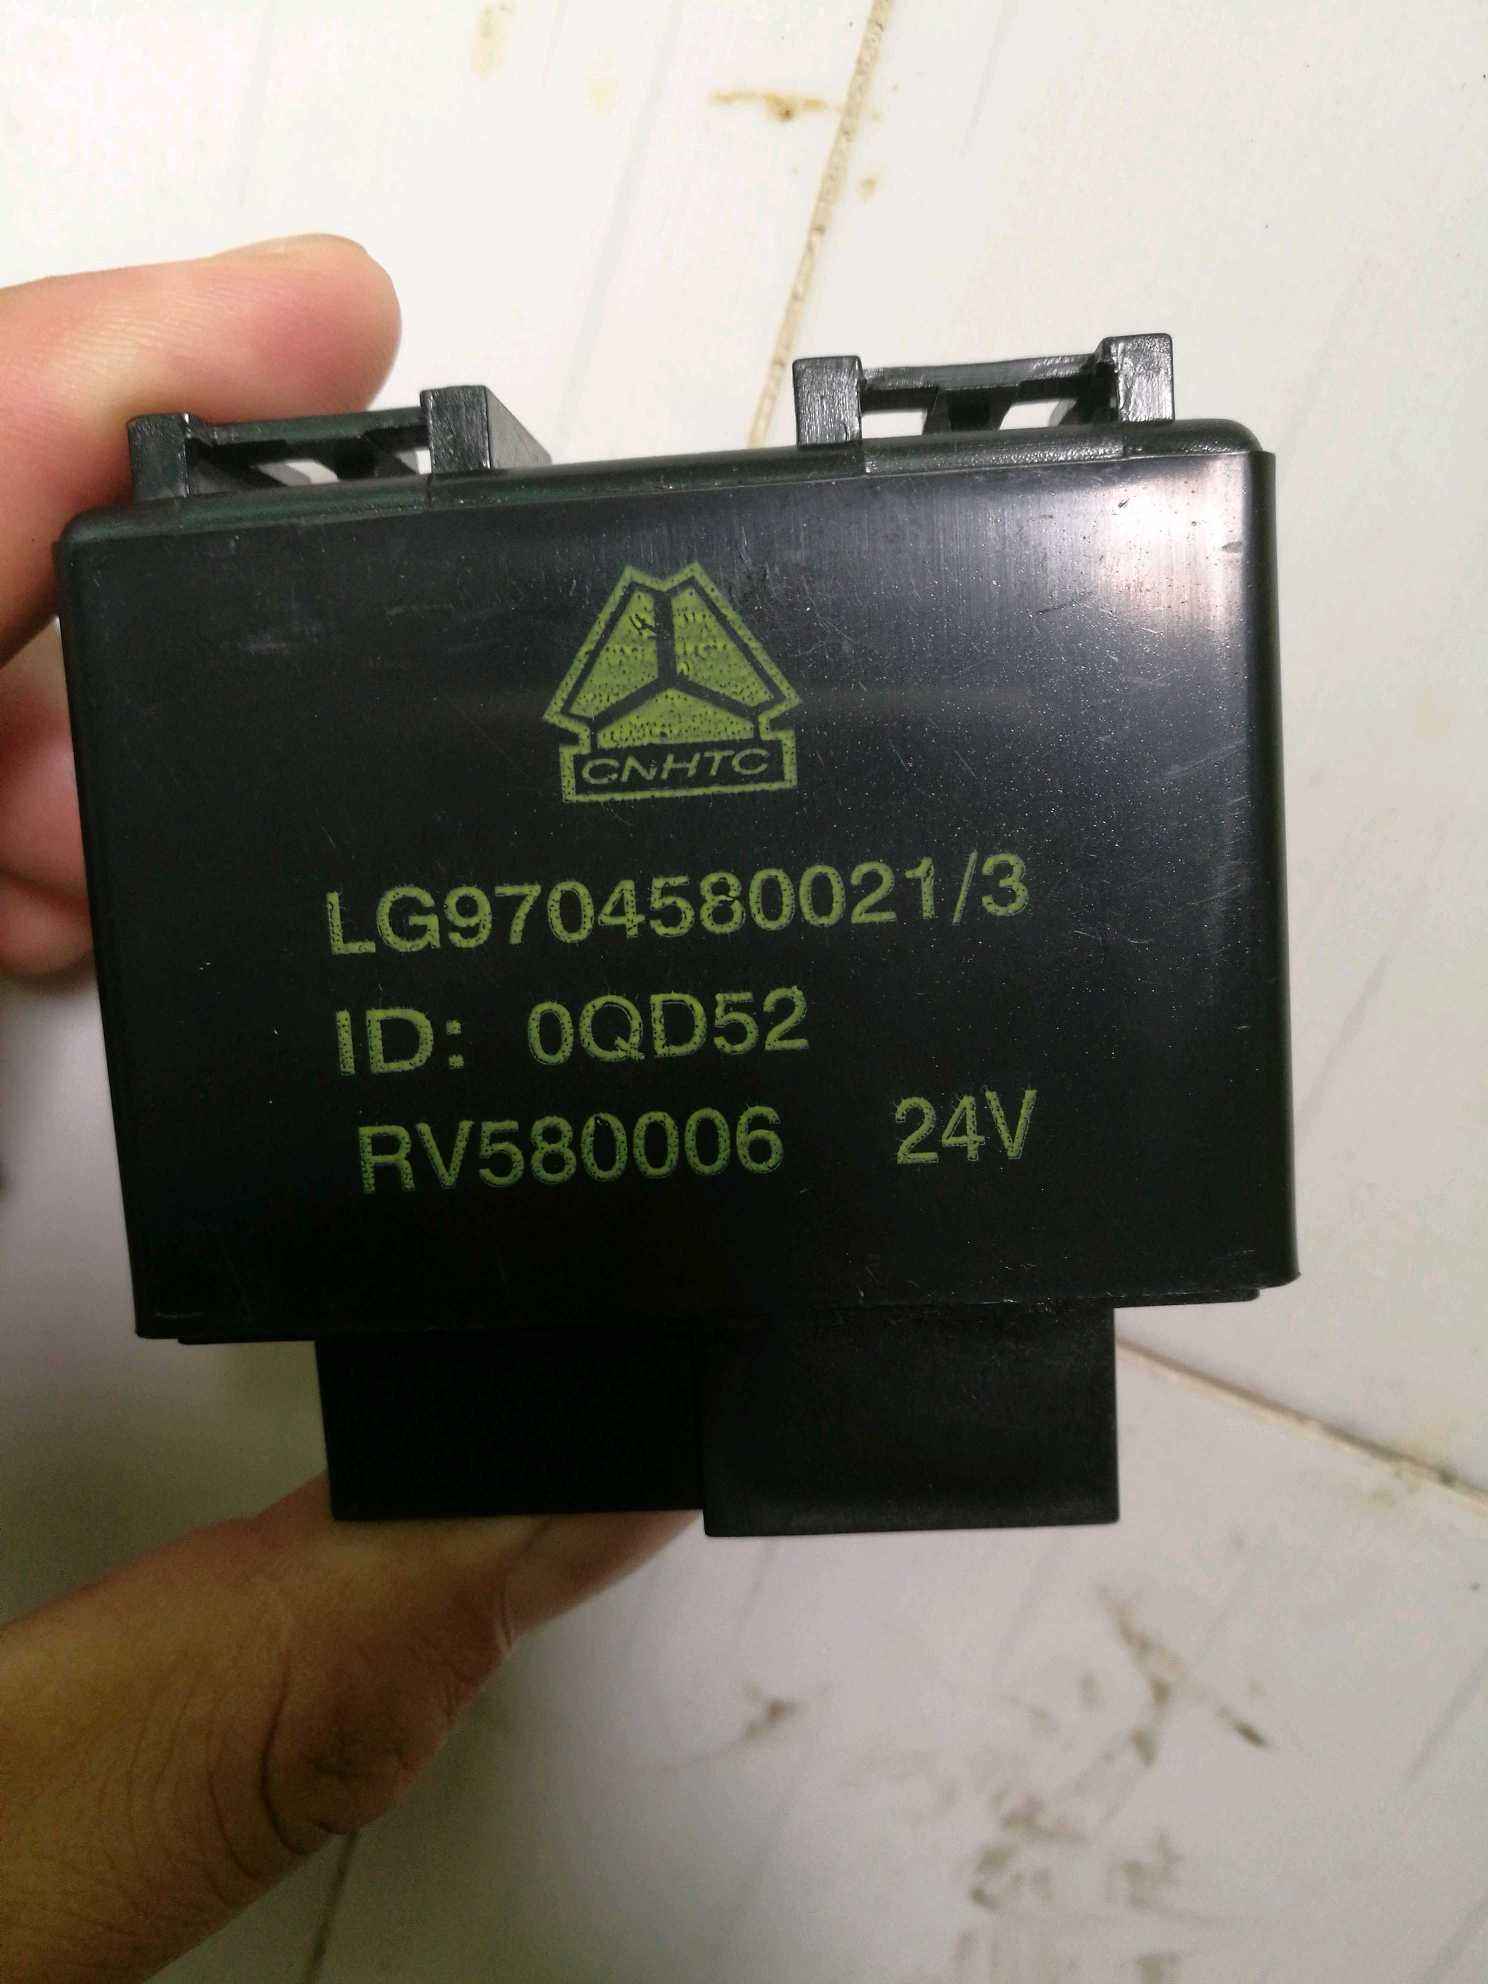 CNHTC
LG9704580021/3
ID: 0QD52
RV580006 24V